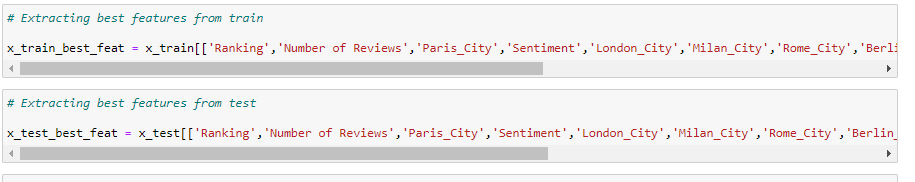 # Extracting best features from train
x_train_best_feat = x_train[['Ranking','Number of Reviews','Paris_City','Sentiment','London_City','Milan_City','Rome_City','Berli
# Extracting best features from test
x_test_best_feat = x_test[['Ranking','Number of Reviews','Paris_City','Sentiment','London_City','Milan_City','Rome_City','Berlin_